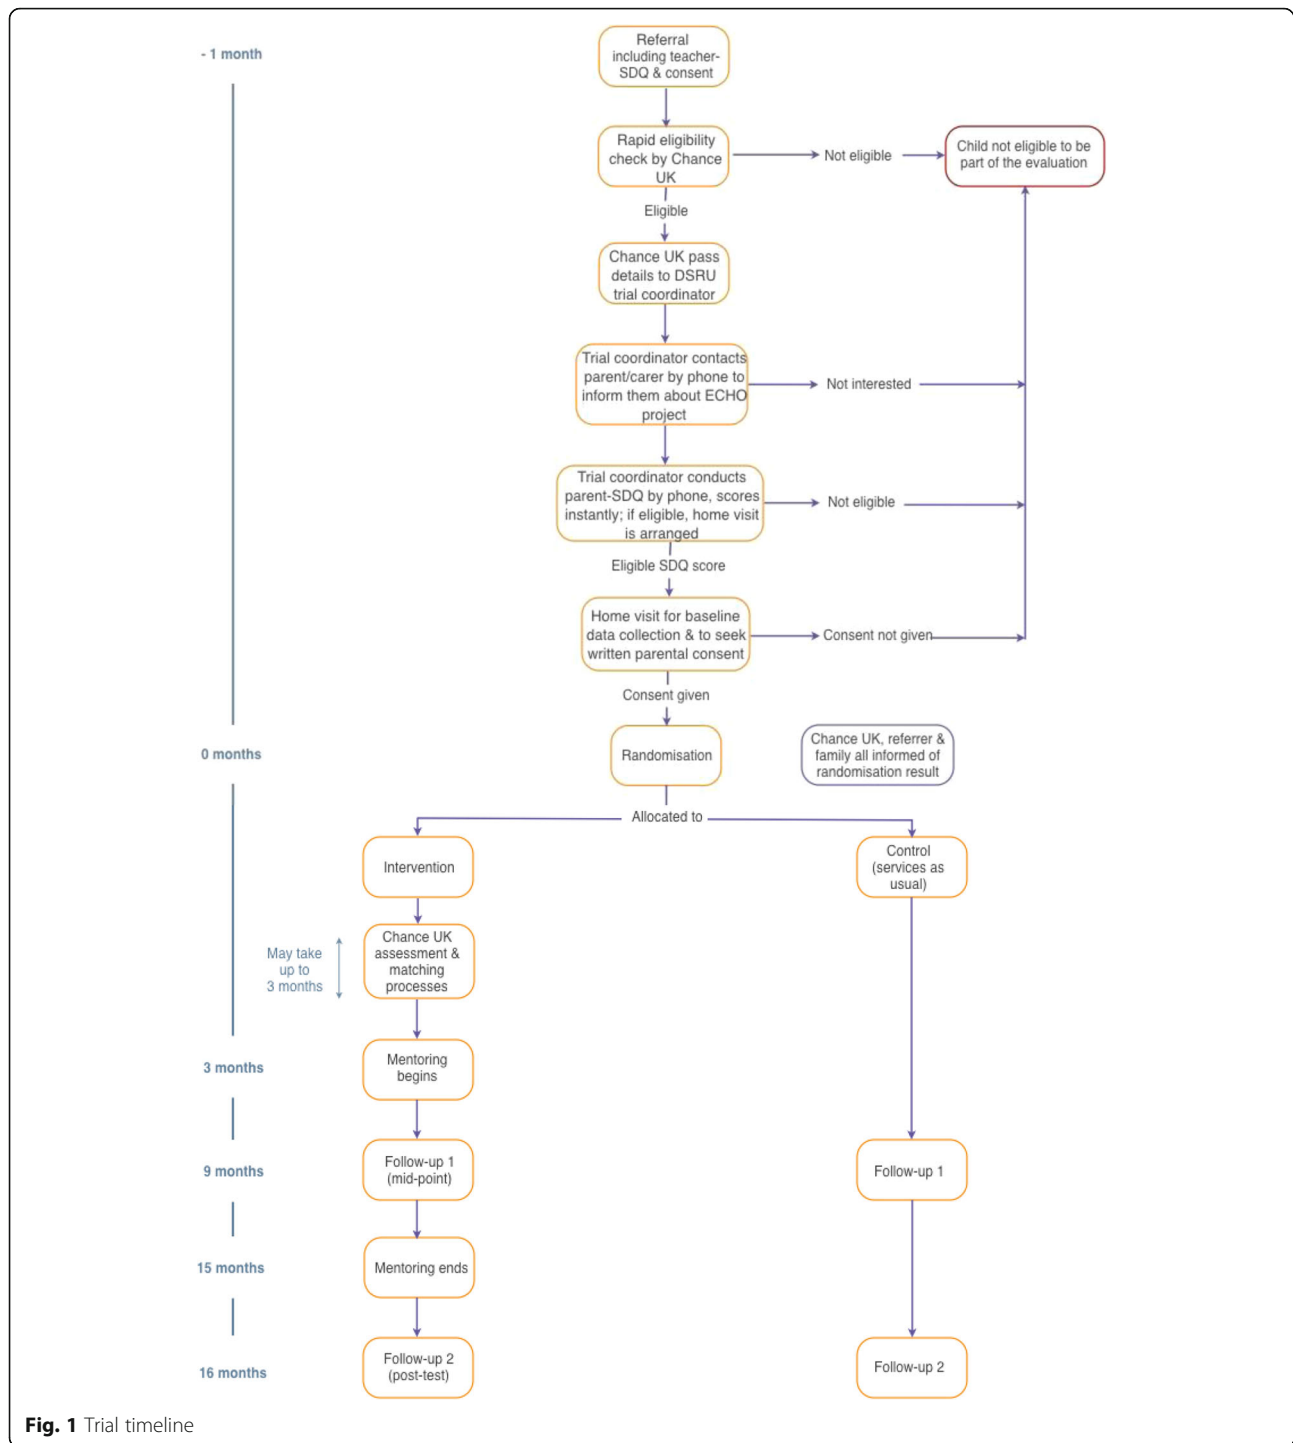 - 1 month
Referral
including teacher-
SDQ & consent
Rapid eligibility
check by Chance
UK
Not eligible
Child not eligible to be
part of the evaluation
Eligible
Chance UK pass
details to DSRU
trial coordinator
Trial coordinator contacts
parent/carer by phone to
inform them about ECHO
project
Not interested
Trial coordinator conducts
parent-SDQ by phone, scores
instantly; if eligible, home visit
is arranged
Not eligible
Eligible SDQ score
Home visit for baseline
data collection & to seek
written parental consent
Consent not given
Consent given
0 months
Randomisation
Chance UK, referrer &
family all informed of
randomisation result
Allocated to
Intervention
Control
(services as
usual)
May take
up to
3 months
Chance UK
assessment &
matching
processes
3 months
Mentoring
begins
9 months
Follow-up 1
(mid-point)
Follow-up 1
15 months
Mentoring ends
16 months
Follow-up 2
(post-test)
Follow-up 2
Fig. 1 Trial timeline